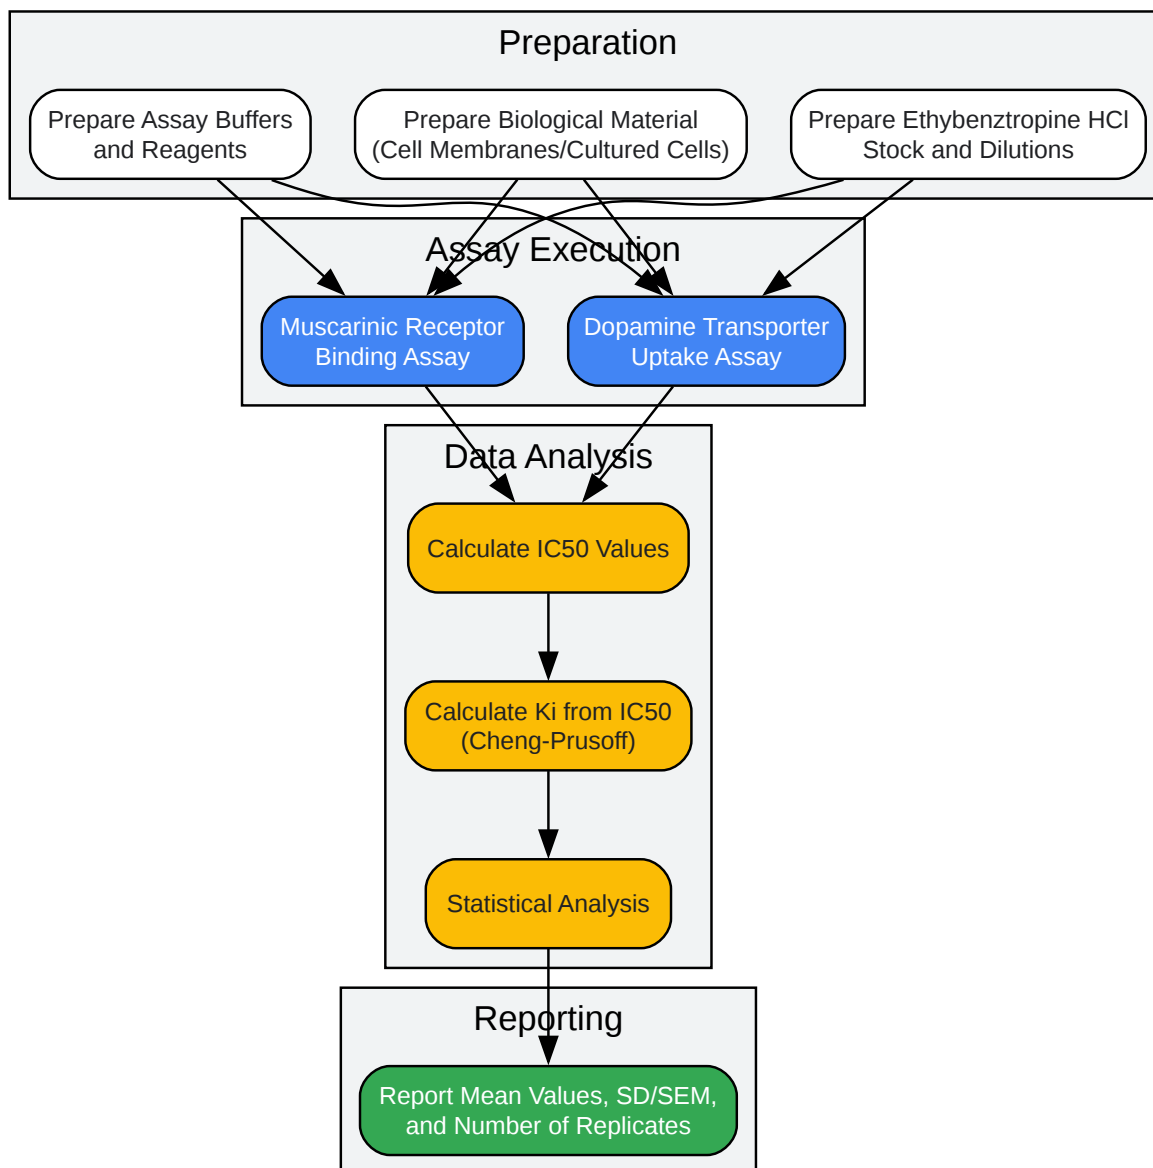 Preparation
Prepare Assay Buffers
and Reagents
Prepare Biological Material
(Cell Membranes/Cultured Cells)
Prepare Ethybenztropine HCl
Stock and Dilutions
Assay Execution
Muscarinic Receptor
Binding Assay
Dopamine Transporter
Uptake Assay
Data Analysis
Calculate IC50 Values
Calculate Ki from IC50
(Cheng-Prusoff)
Statistical Analysis
Reporting
Report Mean Values, SD/SEM,
and Number of Replicates